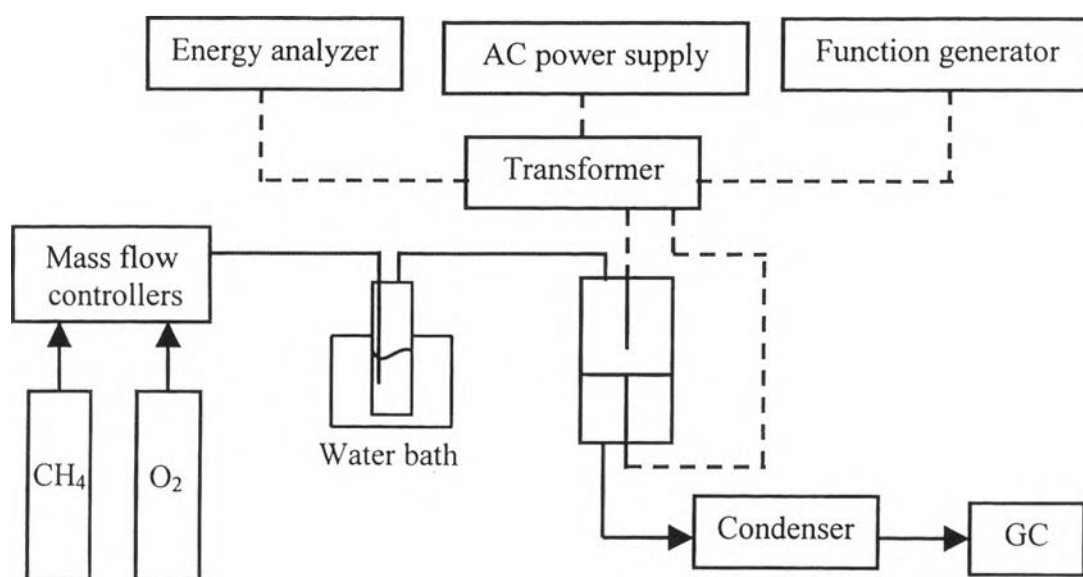 Energy analyzer
AC power supply
Function generator
Transformer
Mass flow
controllers
Water bath
CH₄
O₂
Condenser
GC